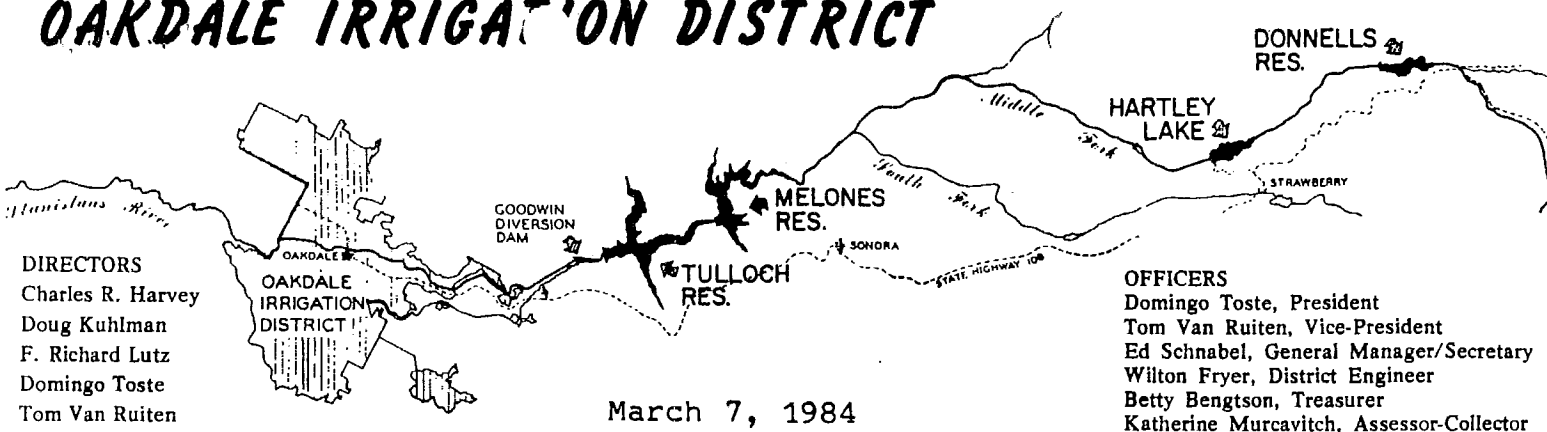 OAKDALE IRRIGAT'ON DISTRICT
DONNELLS
RES.
HARTLEY
LAKE
Middle
Fork
South
Fork
STRAWBERRY
MELONES
RES.
SONORA
STATE HIGHWAY 108
GOODWIN
DIVERSION
DAM
TULLOCH
RES.
Stanislaus River
OAKDALE
OAKDALE
IRRIGATION
DISTRICT
DIRECTORS
Charles R. Harvey
Doug Kuhlman
F. Richard Lutz
Domingo Toste
Tom Van Ruiten
March 7, 1984
OFFICERS
Domingo Toste, President
Tom Van Ruiten, Vice-President
Ed Schnabel, General Manager/Secretary
Wilton Fryer, District Engineer
Betty Bengtson, Treasurer
Katherine Murcavitch, Assessor-Collector